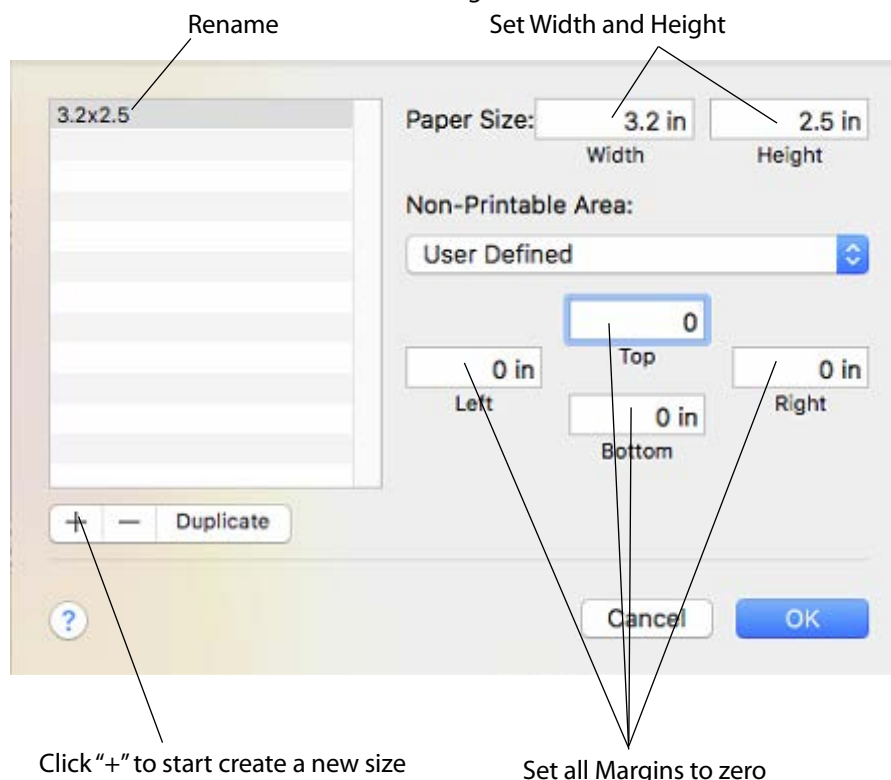 Rename
Set Width and Height
3.2x2.5
Paper Size:
3.2 in
2.5 in
Width
Height
Non-Printable Area:
User Defined
0
Top
0 in
0 in
Left
Right
0 in
Bottom
+ − Duplicate
?
Cancel
OK
Click "+" to start create a new size
Set all Margins to zero